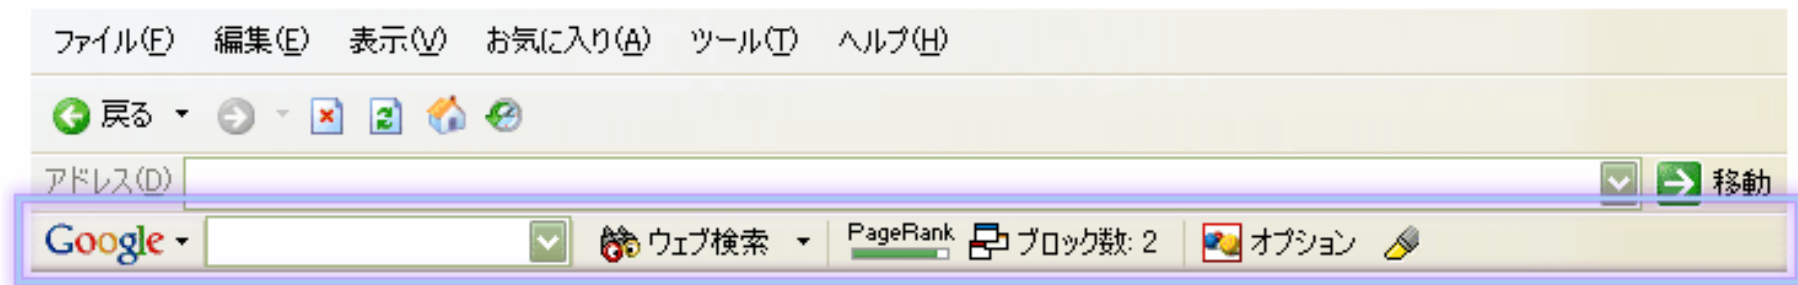 ファイル(F) 編集(E) 表示(V) お気に入り(A) ツール(T) ヘルプ(H)
戻る
アドレス(D) 移動
Google ウェブ検索 PageRank ブロック数: 2 オプション